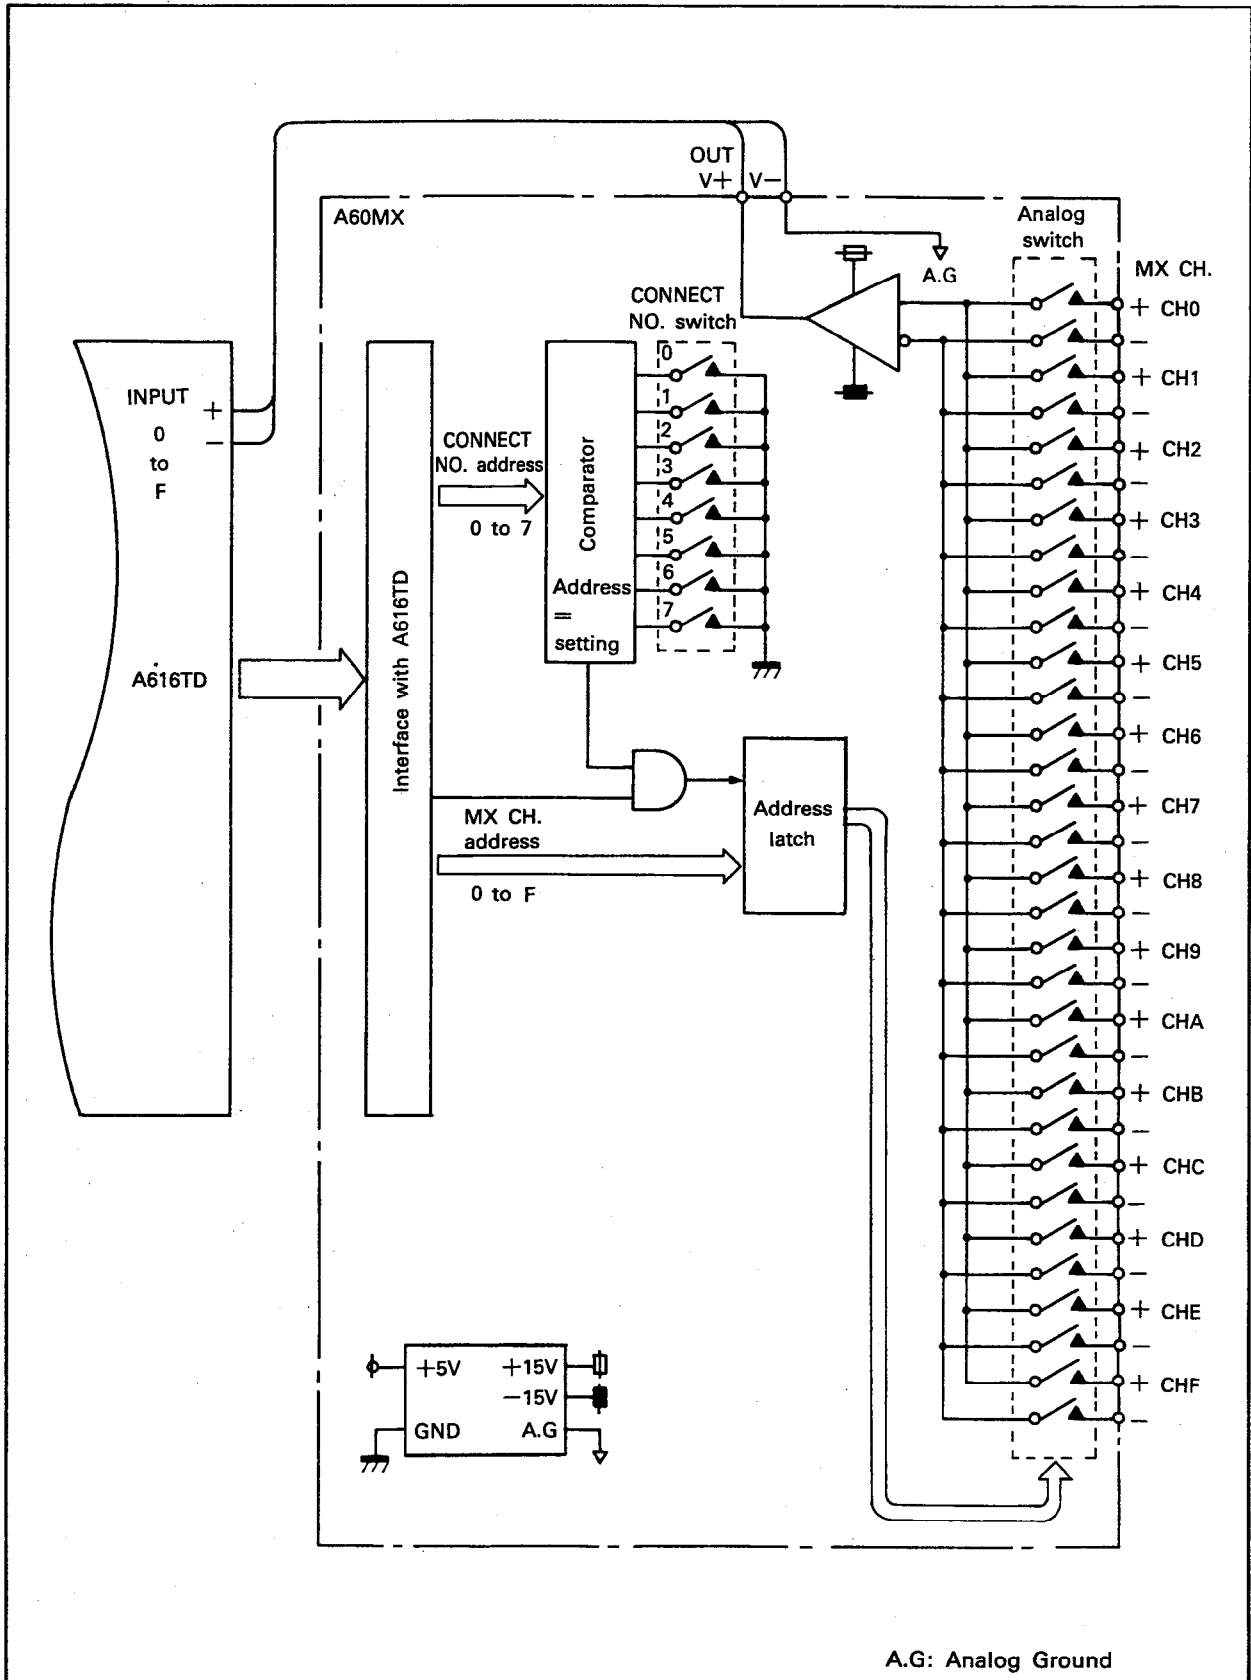 OUT
V+ V−
A60MX
Analog
switch
A.G
MX CH.
CONNECT
NO. switch
+ CH0
−
+ CH1
−
+ CH2
−
+ CH3
−
+ CH4
−
+ CH5
−
+ CH6
−
+ CH7
−
+ CH8
−
+ CH9
−
+ CHA
−
+ CHB
−
+ CHC
−
+ CHD
−
+ CHE
−
+ CHF
−
INPUT
0
to
F
+
−
A616TD
Interface with A616TD
CONNECT
NO. address
0 to 7
Comparator
Address
=
setting
0
1
2
3
4
5
6
7
MX CH.
address
0 to F
Address
latch
+5V +15V
−15V
GND A.G
A.G: Analog Ground